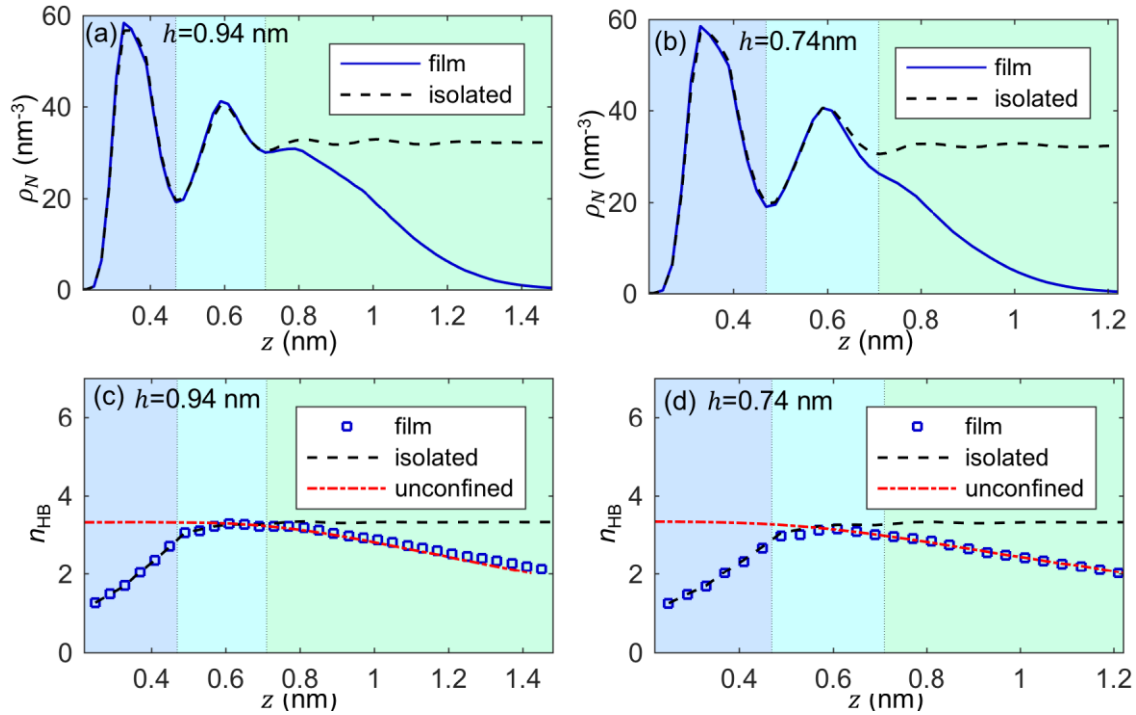 (a) h=0.94 nm
film
isolated
60
40
20
0
ρN (nm-3)
0.4 0.6 0.8 1 1.2 1.4
z (nm)
(b) h=0.74nm
film
isolated
60
40
20
0
ρN (nm-3)
0.4 0.6 0.8 1 1.2
z (nm)
(c) h=0.94 nm
film
isolated
unconfined
6
4
2
0
nHB
0.4 0.6 0.8 1 1.2 1.4
z (nm)
(d) h=0.74 nm
film
isolated
unconfined
6
4
2
0
nHB
0.4 0.6 0.8 1 1.2
z (nm)